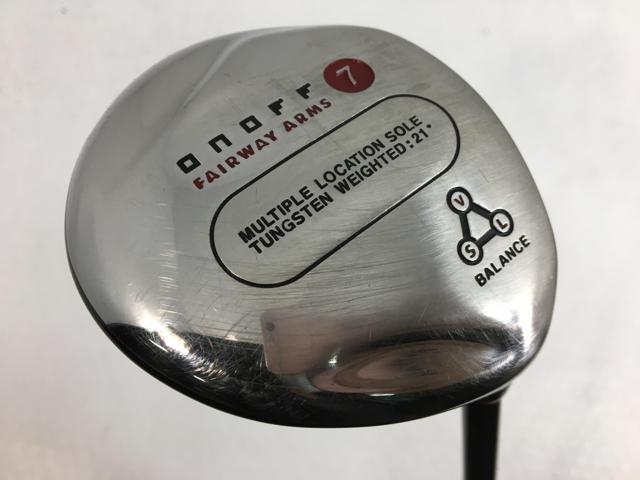 onoff 7
FAIRWAY ARMS
MULTIPLE LOCATION SOLE
TUNGSTEN WEIGHTED:21°
V
S L
BALANCE